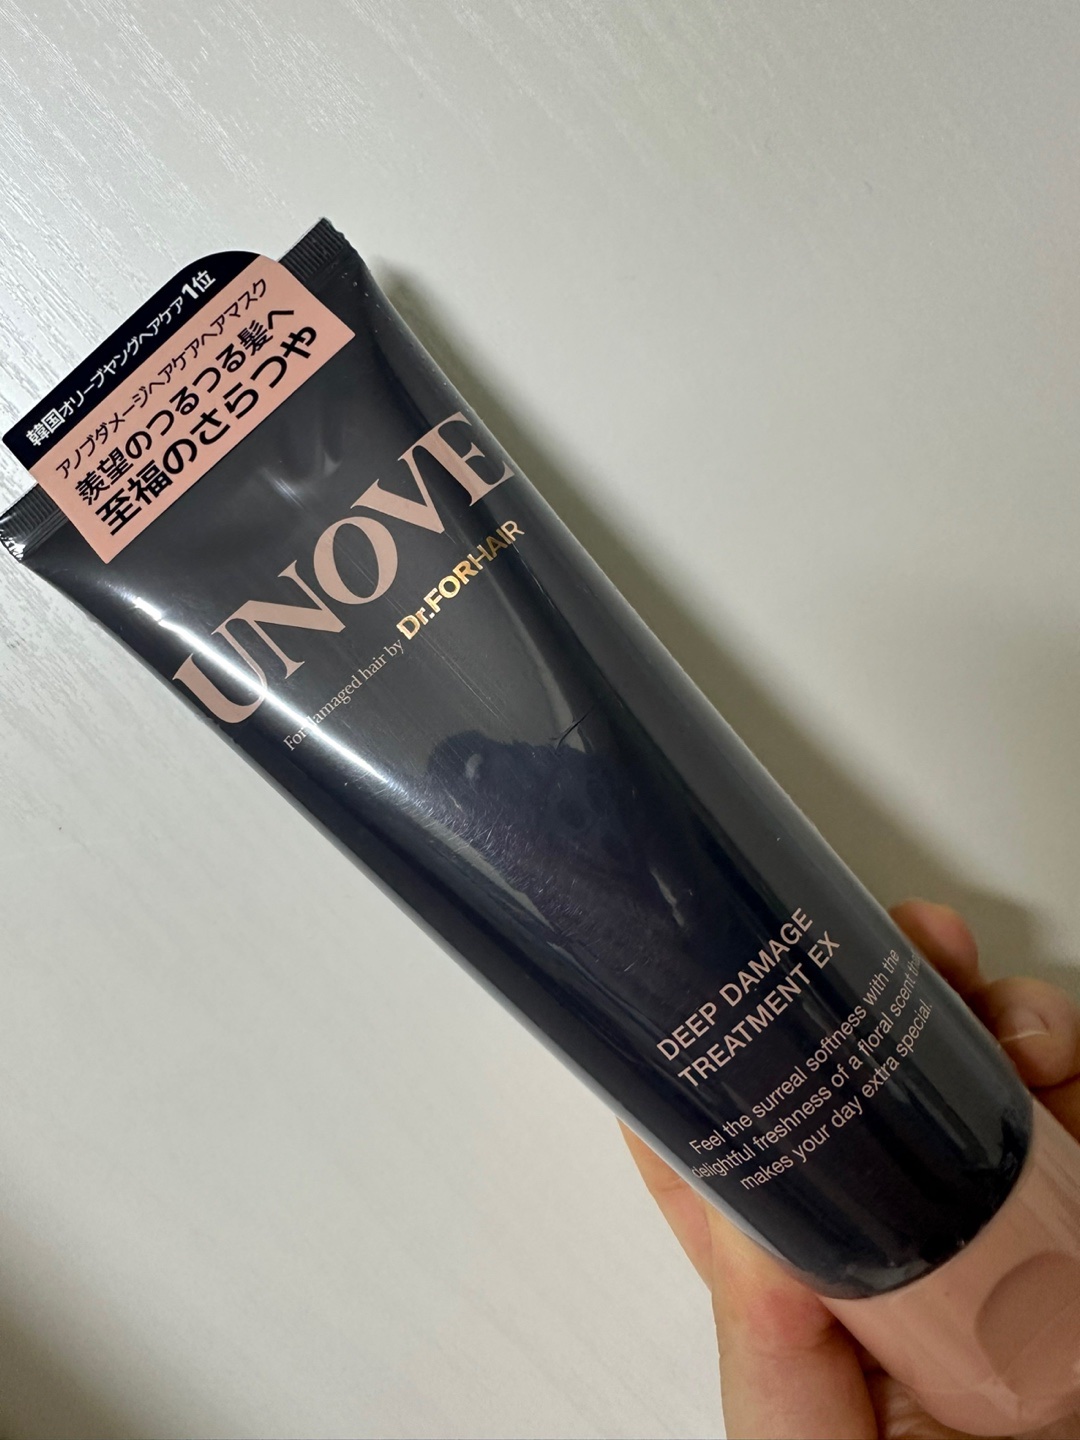 韓国オリーブヤングヘアケア1位
アノブダメージヘアケアヘアマスク
羨望のつるつる髪へ
至福のさらつや
UNOVE
For damaged hair by Dr.FORHAIR
DEEP DAMAGE
TREATMENT EX
Feel the surreal softness with the
delightful freshness of a floral scent that
makes your day extra special.